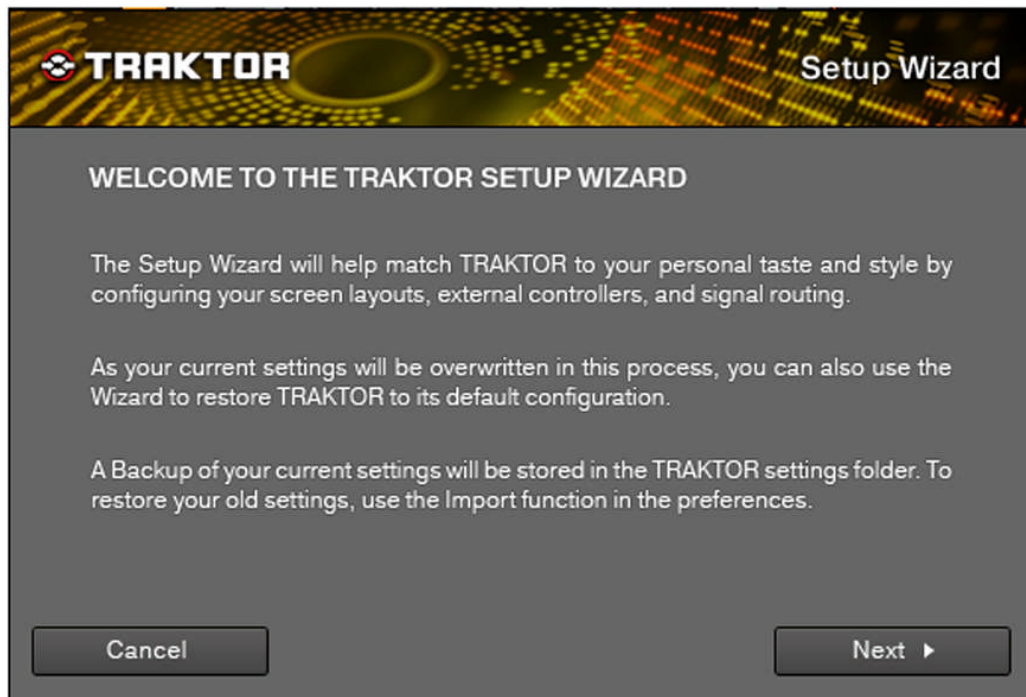 TRAKTOR
Setup Wizard
WELCOME TO THE TRAKTOR SETUP WIZARD
The Setup Wizard will help match TRAKTOR to your personal taste and style by
configuring your screen layouts, external controllers, and signal routing.
As your current settings will be overwritten in this process, you can also use the
Wizard to restore TRAKTOR to its default configuration.
A Backup of your current settings will be stored in the TRAKTOR settings folder. To
restore your old settings, use the Import function in the preferences.
Cancel
Next